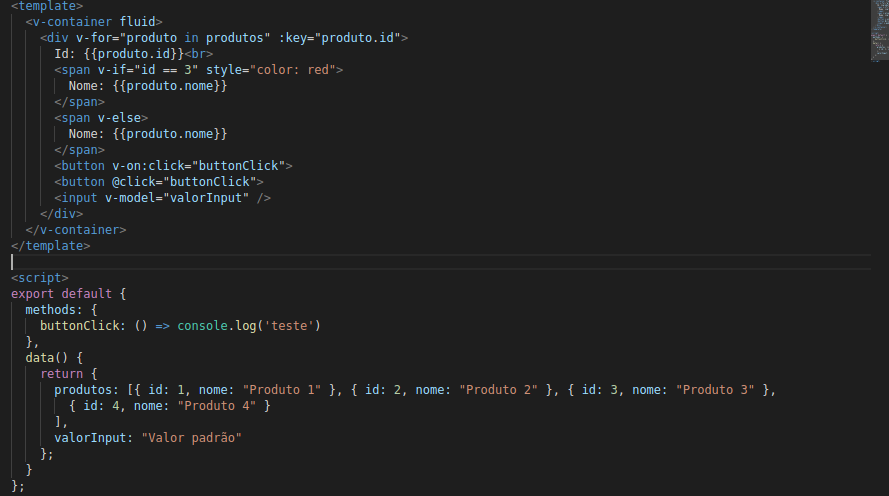 <template>
<v-container fluid>
<div v-for="produto in produtos" :key="produto.id">
Id: {{produto.id}}<br>
<span v-if="id == 3" style="color: red">
Nome: {{produto.nome}}
</span>
<span v-else>
Nome: {{produto.nome}}
</span>
<button v-on:click="buttonClick">
<button @click="buttonClick">
<input v-model="valorInput" />
</div>
</v-container>
</template>
<script>
export default {
methods: {
buttonClick: () => console.log('teste')
},
data() {
return {
produtos: [{ id: 1, nome: "Produto 1" }, { id: 2, nome: "Produto 2" }, { id: 3, nome: "Produto 3" },
{ id: 4, nome: "Produto 4" }
],
valorInput: "Valor padrão"
};
}
};